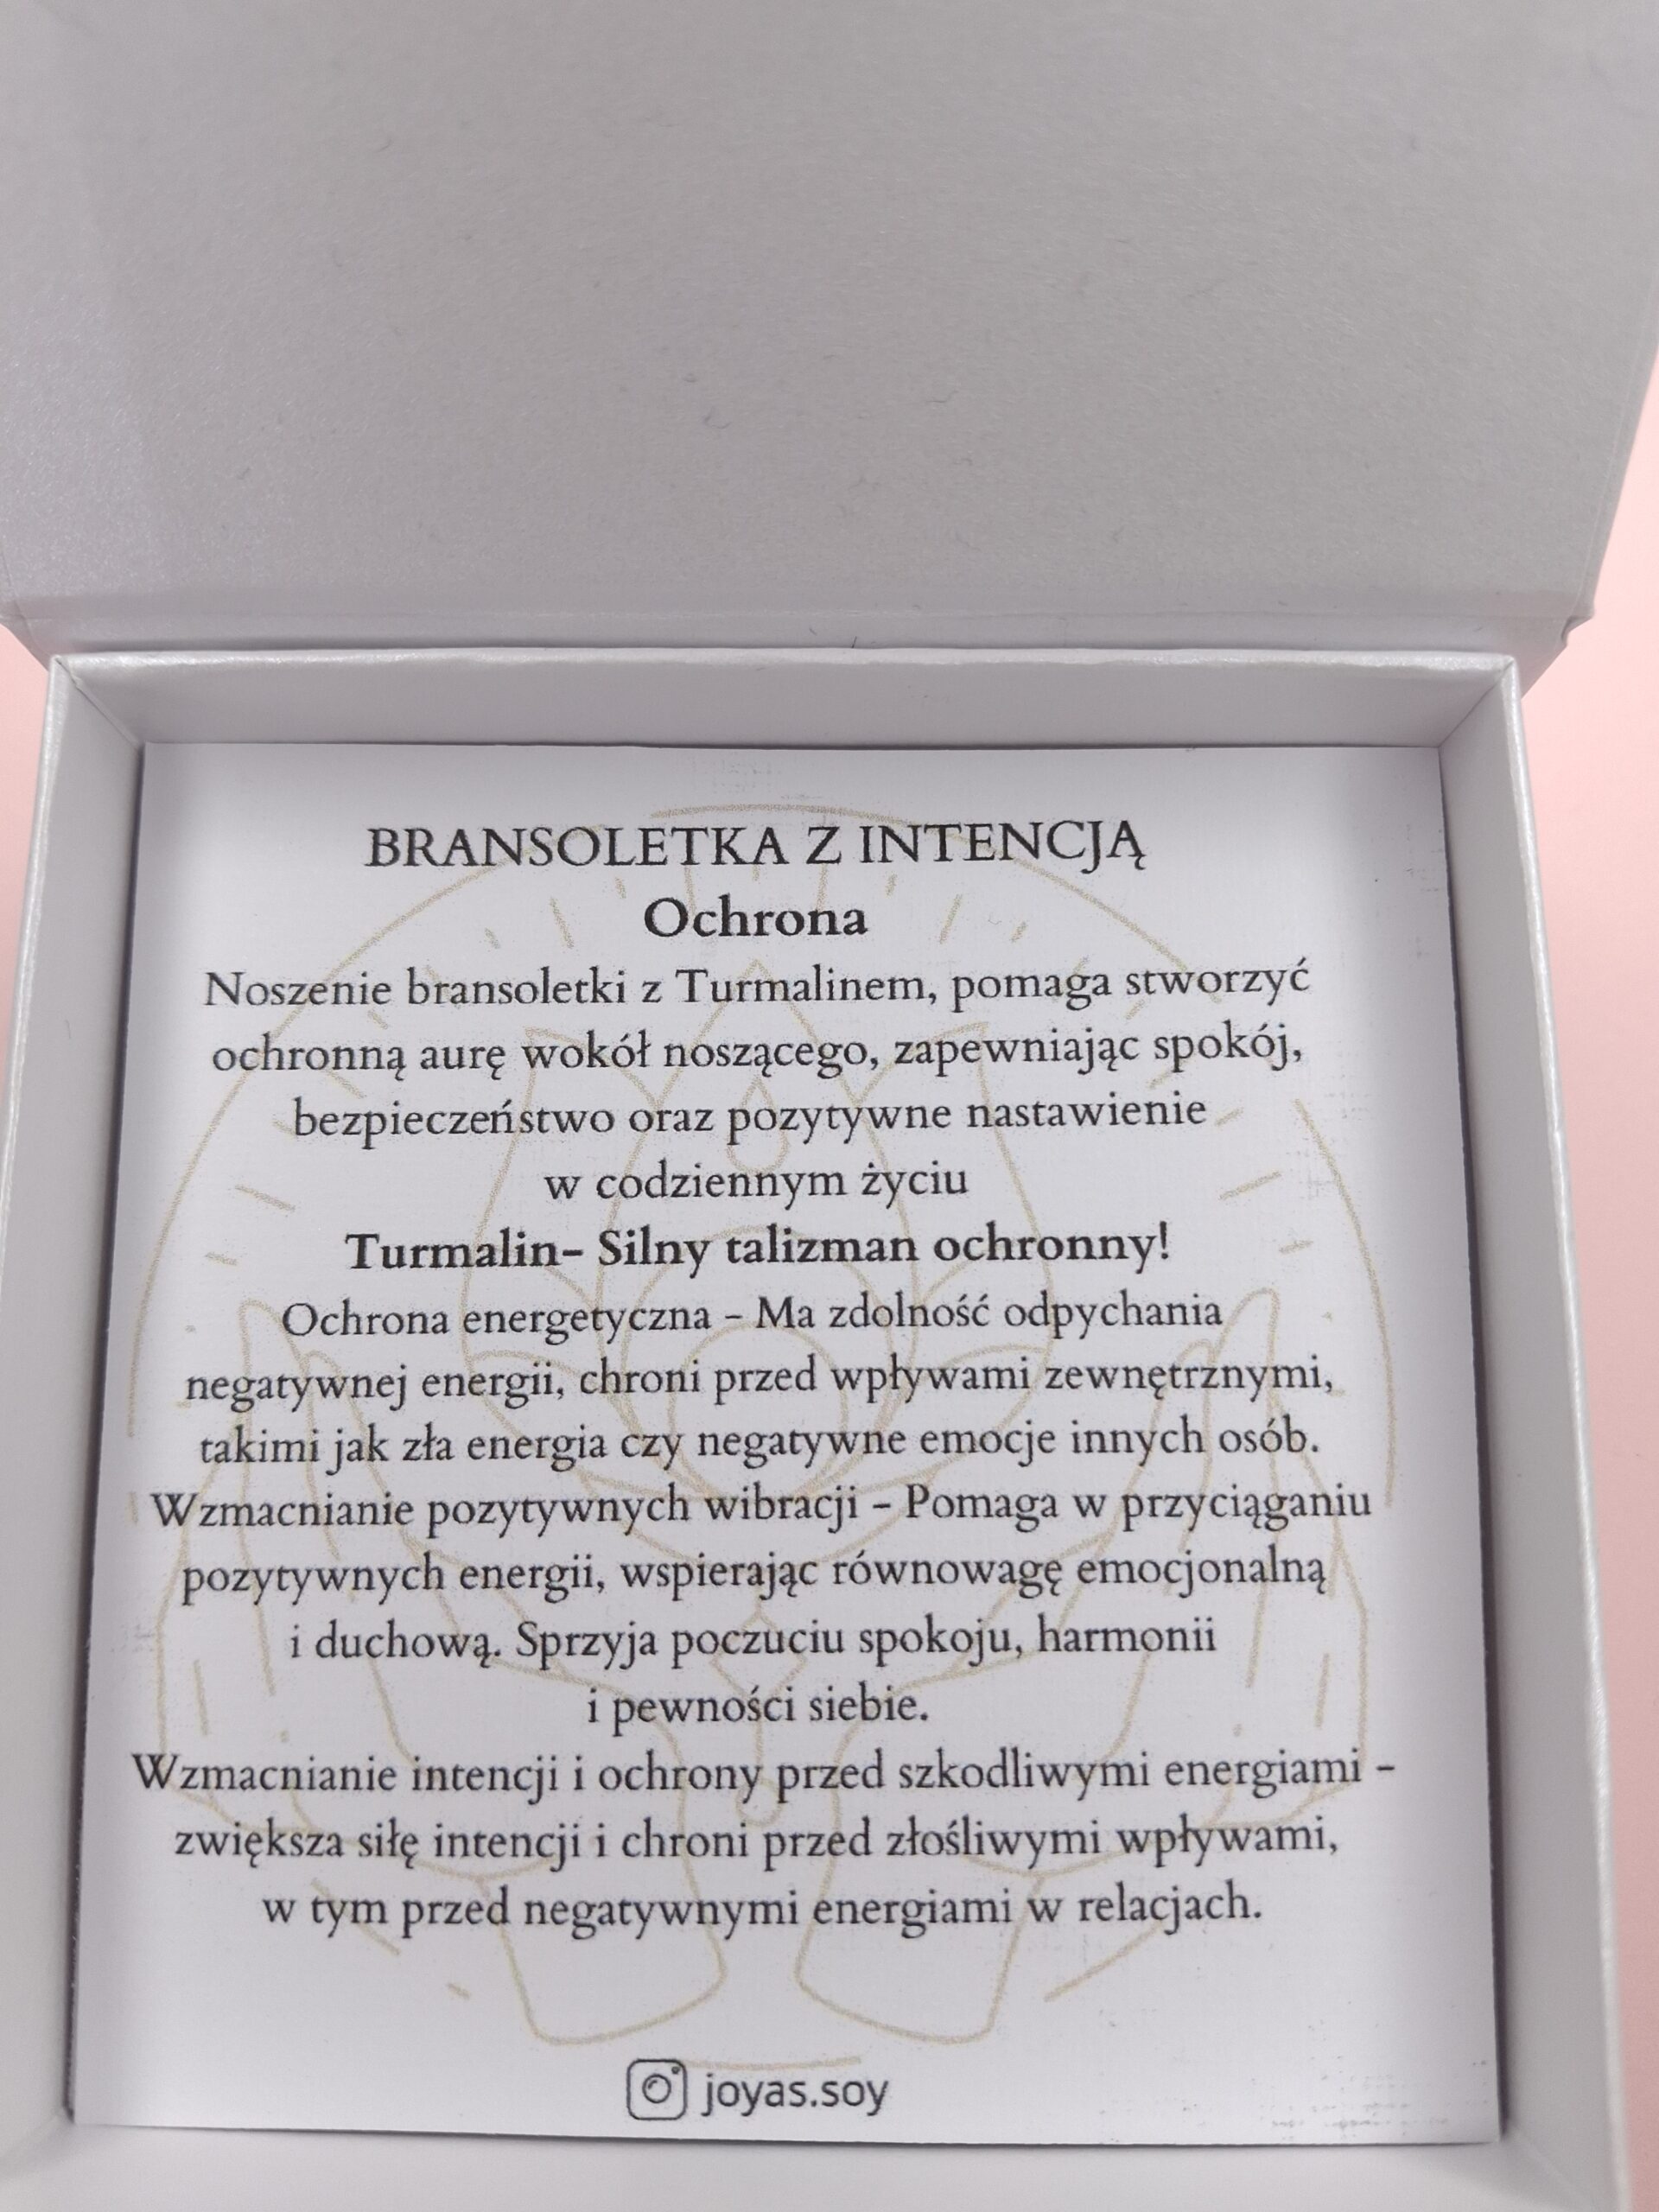 BRANSOLETKA Z INTENCJĄ
Ochrona
Noszenie bransoletki z Turmalinem, pomaga stworzyć
ochronną aurę wokół noszącego, zapewniając spokój,
bezpieczeństwo oraz pozytywne nastawienie
w codziennym życiu
Turmalin- Silny talizman ochronny!
Ochrona energetyczna - Ma zdolność odpychania
negatywnej energii, chroni przed wpływami zewnętrznymi,
takimi jak zła energia czy negatywne emocje innych osób.
Wzmacnianie pozytywnych wibracji - Pomaga w przyciąganiu
pozytywnych energii, wspierając równowagę emocjonalną
i duchową. Sprzyja poczuciu spokoju, harmonii
i pewności siebie.
Wzmacnianie intencji i ochrony przed szkodliwymi energiami -
zwiększa siłę intencji i chroni przed złośliwymi wpływami,
w tym przed negatywnymi energiami w relacjach.
joyas.soy